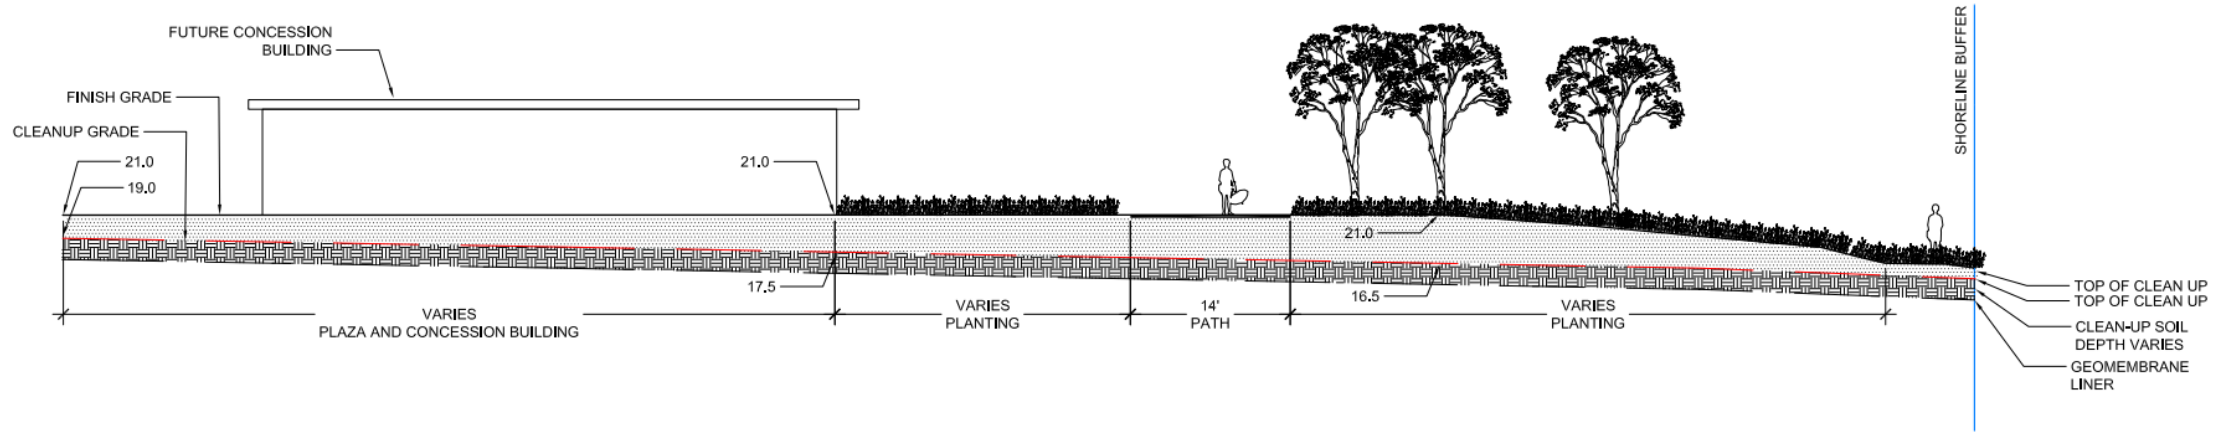 FUTURE CONCESSION
BUILDING
FINISH GRADE
CLEANUP GRADE
21.0
19.0
21.0
17.5
21.0
16.5
SHORELINE BUFFER
VARIES
PLAZA AND CONCESSION BUILDING
VARIES
PLANTING
14'
PATH
VARIES
PLANTING
TOP OF CLEAN UP
TOP OF CLEAN UP
CLEAN-UP SOIL
DEPTH VARIES
GEOMEMBRANE
LINER